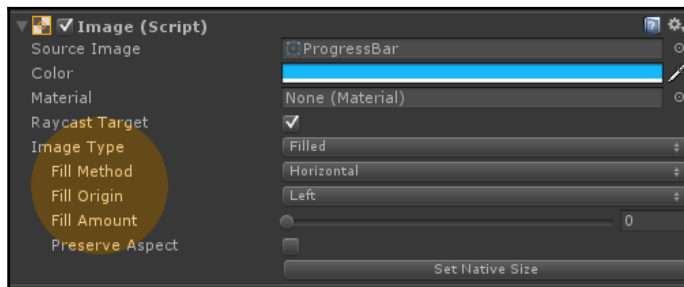 Image (Script)
Source Image ProgressBar
Color
Material None (Material)
Raycast Target
Image Type Filled
Fill Method Horizontal
Fill Origin Left
Fill Amount 0
Preserve Aspect
Set Native Size